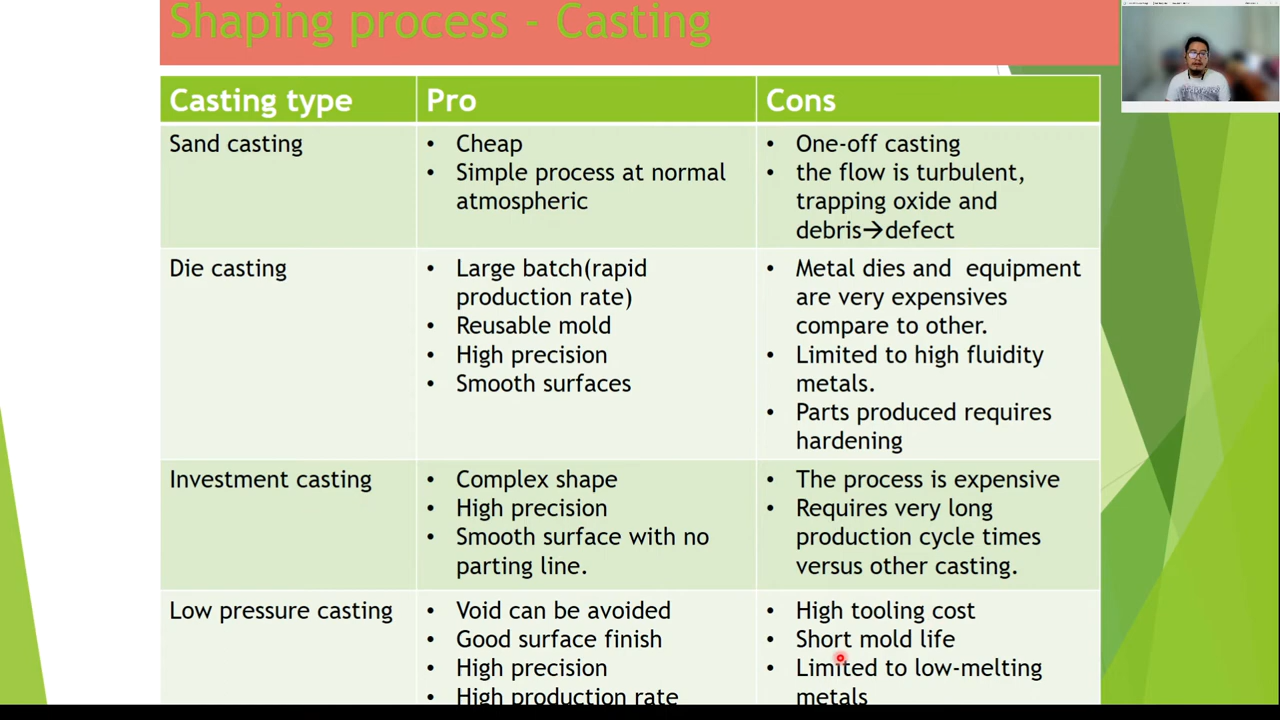 Shaping process - Casting
Casting type
Pro
Cons
Sand casting
• Cheap
• Simple process at normal
atmospheric
• One-off casting
• the flow is turbulent,
trapping oxide and
debris→defect
Die casting
• Large batch(rapid
production rate)
• Reusable mold
• High precision
• Smooth surfaces
• Metal dies and equipment
are very expensives
compare to other.
• Limited to high fluidity
metals.
• Parts produced requires
hardening
Investment casting
• Complex shape
• High precision
• Smooth surface with no
parting line.
• The process is expensive
• Requires very long
production cycle times
versus other casting.
Low pressure casting
• Void can be avoided
• Good surface finish
• High precision
• High production rate
• High tooling cost
• Short mold life
• Limited to low-melting
metals